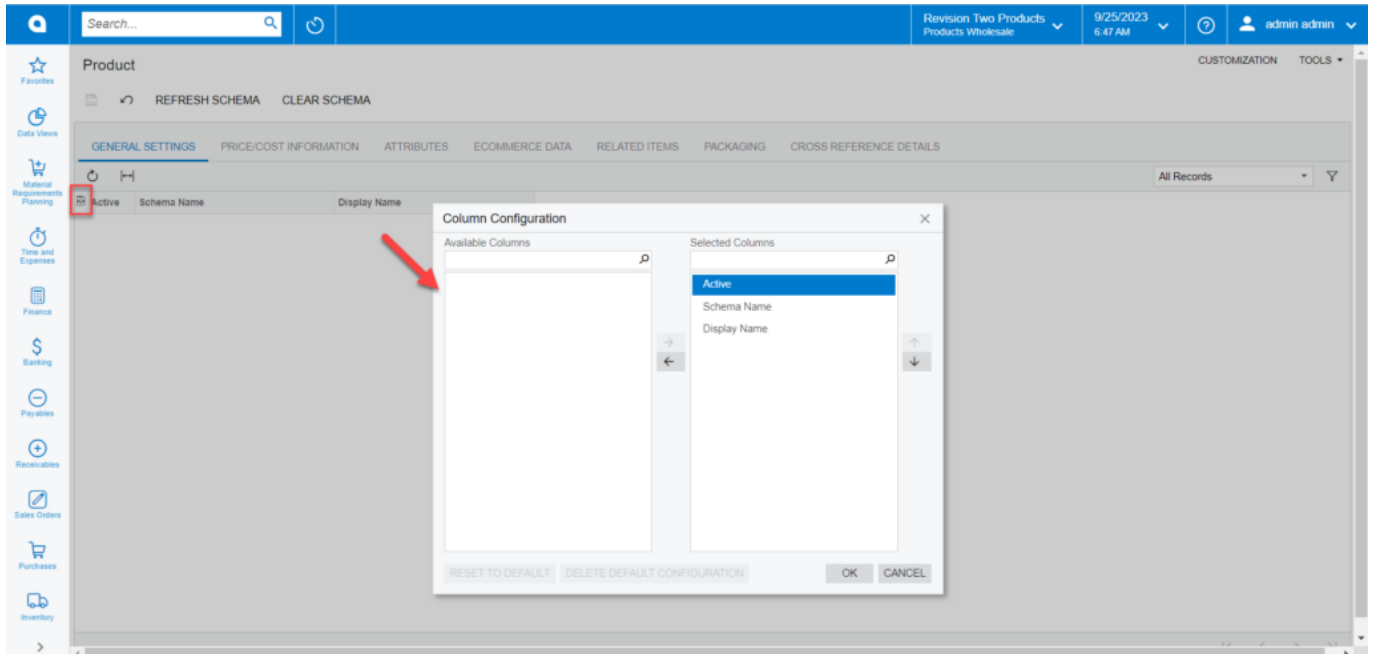 Search...
Revision Two Products
Products Wholesale
9/25/2023
6:47 AM
admin admin
Favorites
Data Views
Material
Requirements
Planning
Time and
Expenses
Finance
Banking
Payables
Receivables
Sales Orders
Purchases
Inventory
Product
CUSTOMIZATION TOOLS
REFRESH SCHEMA CLEAR SCHEMA
GENERAL SETTINGS PRICE/COST INFORMATION ATTRIBUTES ECOMMERCE DATA RELATED ITEMS PACKAGING CROSS REFERENCE DETAILS
All Records
Active Schema Name Display Name
Column Configuration
Available Columns Selected Columns
Active
Schema Name
Display Name
RESET TO DEFAULT DELETE DEFAULT CONFIGURATION OK CANCEL